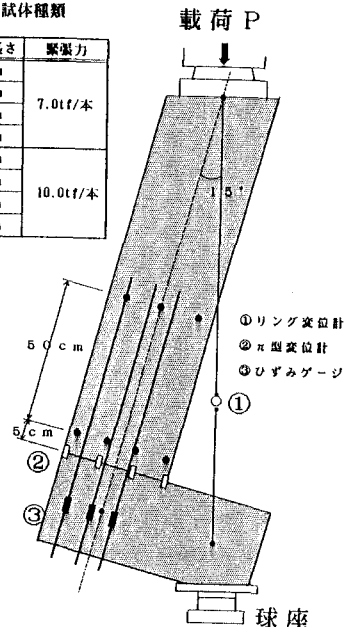 試体種類
載荷P
長さ 緊張力
7.0tf/本
10.0tf/本
15°
50cm
5cm
①リング変位計
②π型変位計
③ひずみゲージ
①
②
③
球座